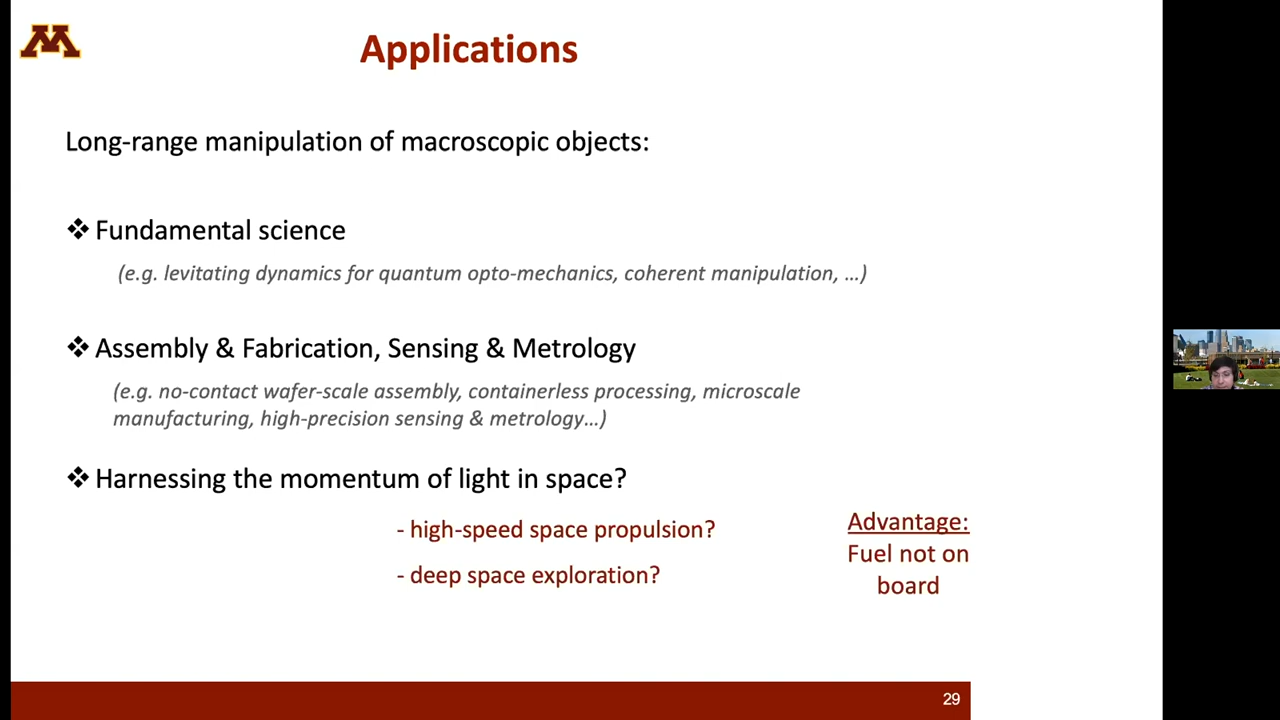 M
Applications
Long-range manipulation of macroscopic objects:
❖ Fundamental science
(e.g. levitating dynamics for quantum opto-mechanics, coherent manipulation, …)
❖ Assembly & Fabrication, Sensing & Metrology
(e.g. no-contact wafer-scale assembly, containerless processing, microscale
manufacturing, high-precision sensing & metrology…)
❖ Harnessing the momentum of light in space?
- high-speed space propulsion?
- deep space exploration?
Advantage:
Fuel not on
board
29